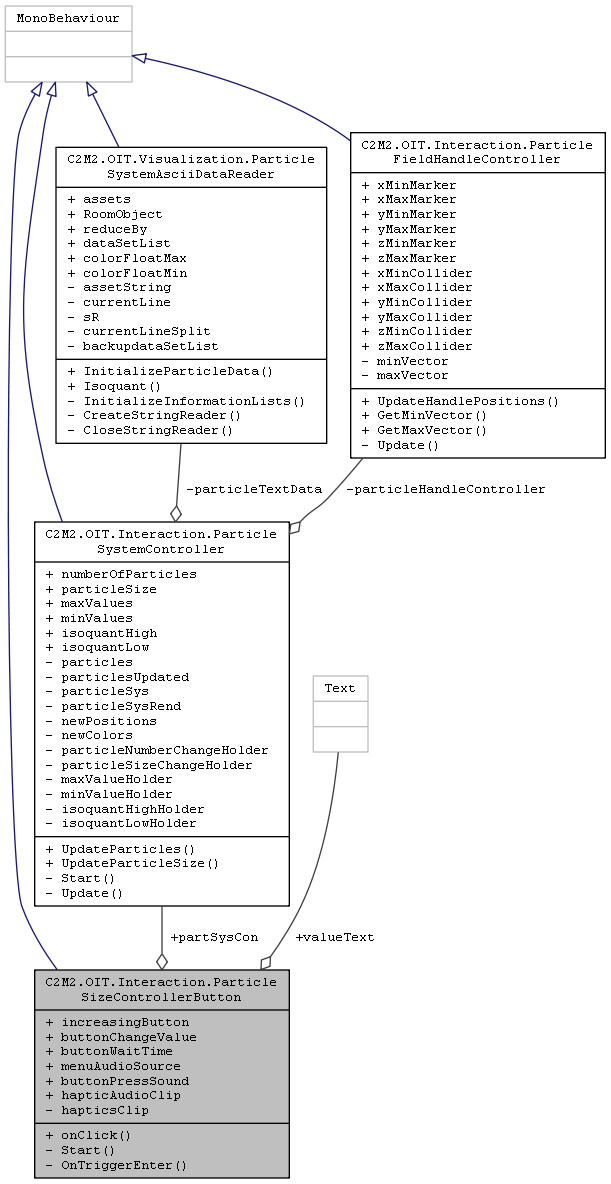 MonoBehaviour
C2M2.OIT.Visualization.Particle
SystemAsciiDataReader
+ assets
+ RoomObject
+ reduceBy
+ dataSetList
+ colorFloatMax
+ colorFloatMin
- assetString
- currentLine
- sR
- currentLineSplit
- backupdataSetList
+ InitializeParticleData()
+ Isoquant()
- InitializeInformationLists()
- CreateStringReader()
- CloseStringReader()
C2M2.OIT.Interaction.Particle
FieldHandleController
+ xMinMarker
+ xMaxMarker
+ yMinMarker
+ yMaxMarker
+ zMinMarker
+ zMaxMarker
+ xMinCollider
+ xMaxCollider
+ yMinCollider
+ yMaxCollider
+ zMinCollider
+ zMaxCollider
- minVector
- maxVector
+ UpdateHandlePositions()
+ GetMinVector()
+ GetMaxVector()
- Update()
-particleTextData
-particleHandleController
C2M2.OIT.Interaction.Particle
SystemController
+ numberOfParticles
+ particleSize
+ maxValues
+ minValues
+ isoquantHigh
+ isoquantLow
- particles
- particlesUpdated
- particleSys
- particleSysRend
- newPositions
- newColors
- particleNumberChangeHolder
- particleSizeChangeHolder
- maxValueHolder
- minValueHolder
- isoquantHighHolder
- isoquantLowHolder
+ UpdateParticles()
+ UpdateParticleSize()
- Start()
- Update()
Text
+partSysCon
+valueText
C2M2.OIT.Interaction.Particle
SizeControllerButton
+ increasingButton
+ buttonChangeValue
+ buttonWaitTime
+ menuAudioSource
+ buttonPressSound
+ hapticAudioClip
- hapticsClip
+ onClick()
- Start()
- OnTriggerEnter()